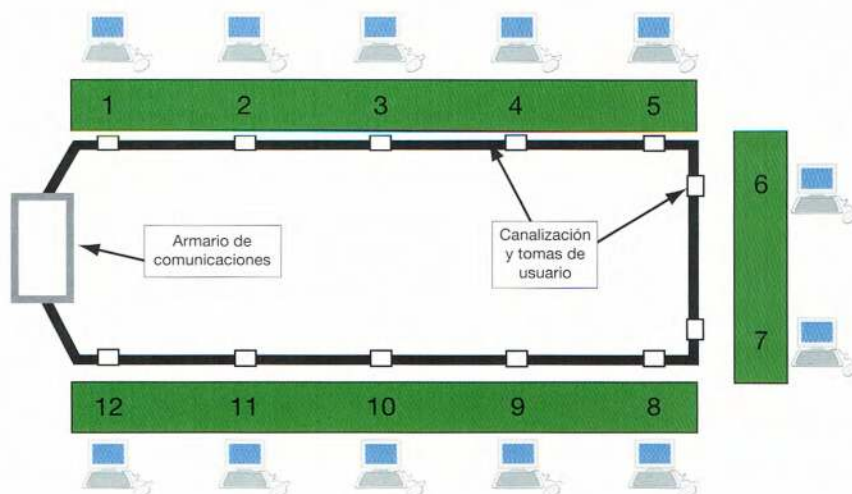 1 2 3 4 5
6
Armario de
comunicaciones
Canalización
y tomas de
usuario
7
12 11 10 9 8